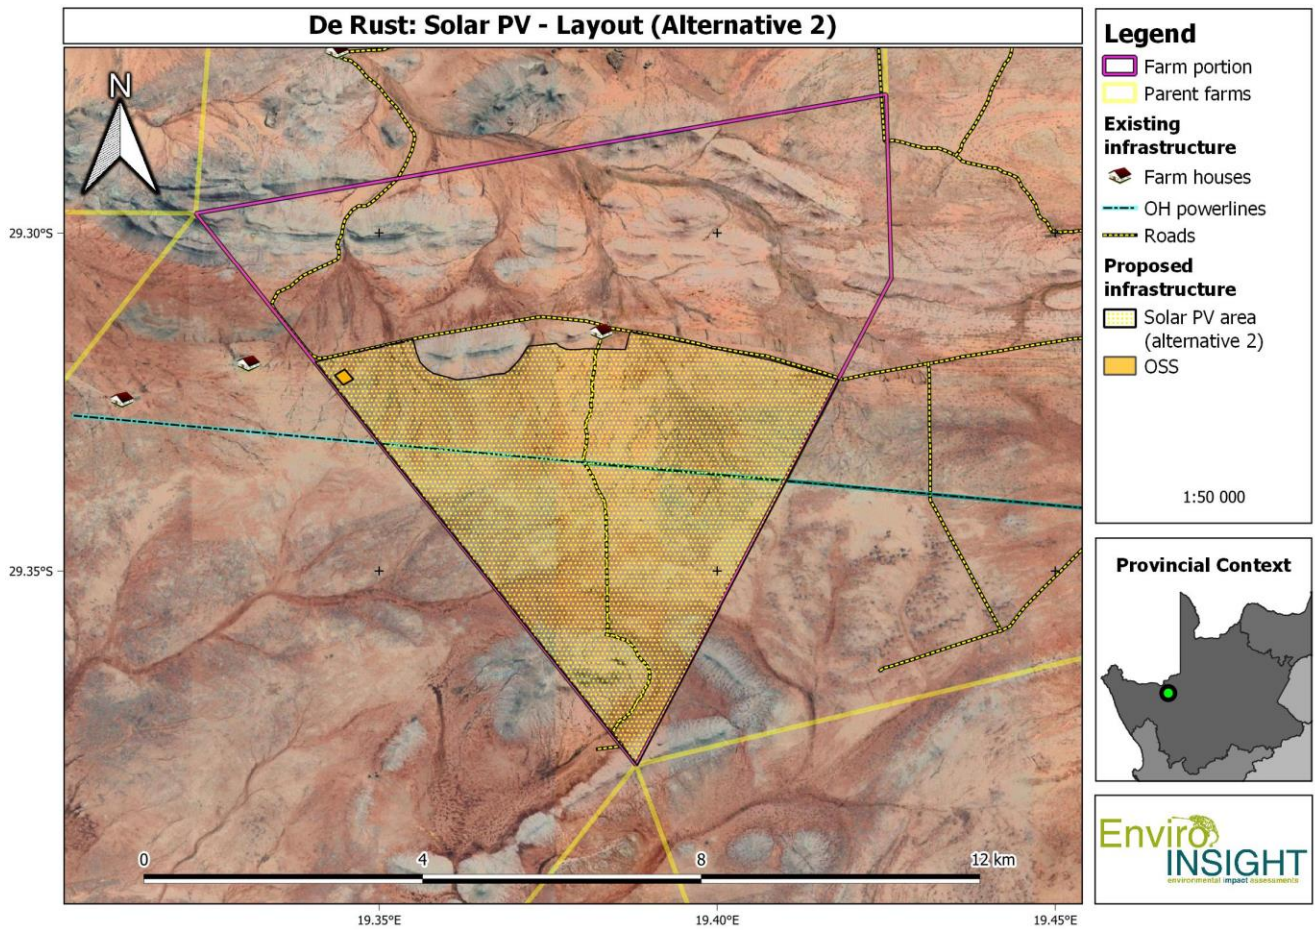 De Rust: Solar PV - Layout (Alternative 2)
N
29.30°S
29.35°S
0
4
8
12 km
19.35°E
19.40°E
19.45°E
Legend
Farm portion
Parent farms
Existing
infrastructure
Farm houses
OH powerlines
Roads
Proposed
infrastructure
Solar PV area
(alternative 2)
OSS
1:50 000
Provincial Context
Enviro
INSIGHT
environmental impact assessments